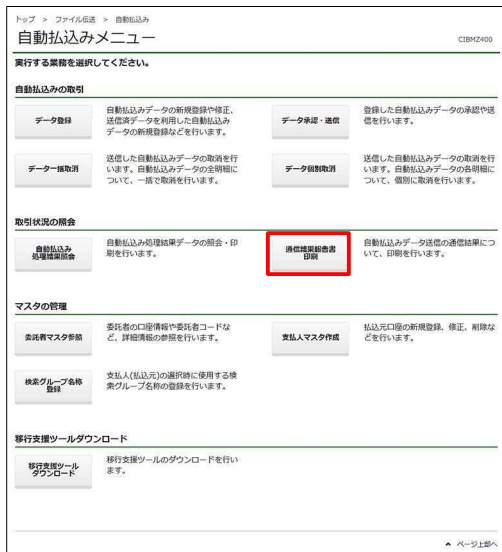 トップ > ファイル伝送 > 自動払込み
自動払込みメニュー
CIBMZ400
実行する業務を選択してください。
自動払込みの取引
データ登録
自動払込みデータの新規登録や修正、
送信済データを利用した自動払込み
データの新規登録などを行います。
データ承認・送信
登録した自動払込みデータの承認や送
信を行います。
データ一括取消
送信した自動払込みデータの取消を行
います。自動払込みデータの全明細に
ついて、一括で取消を行います。
データ個別取消
送信した自動払込みデータの取消を行
います。自動払込みデータの各明細に
ついて、個別に取消を行います。
取引状況の照会
自動払込み
処理結果照会
自動払込み処理結果データの照会・印
刷を行います。
通信結果報告書
印刷
自動払込みデータ送信の通信結果につ
いて、印刷を行います。
マスタの管理
委託者マスタ参照
委託者の口座情報や委託者コードな
ど、詳細情報の参照を行います。
支払人マスタ作成
払込元口座の新規登録、修正、削除な
どを行います。
検索グループ名称
登録
支払人(払込元)の選択時に使用する検
索グループ名称の登録を行います。
移行支援ツールダウンロード
移行支援ツール
ダウンロード
移行支援ツールのダウンロードを行い
ます。
ページ上部へ